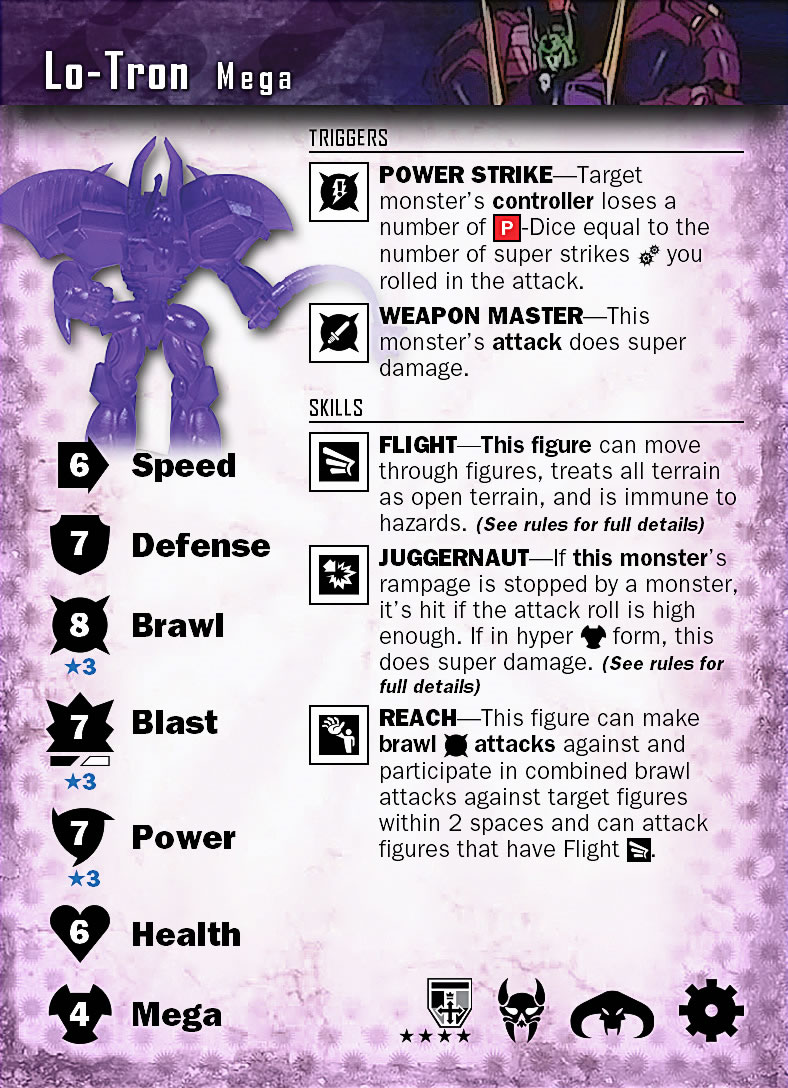 Lo-Tron Mega
TRIGGERS
POWER STRIKE—Target
monster's controller loses a
number of P-Dice equal to the
number of super strikes you
rolled in the attack.
WEAPON MASTER—This
monster's attack does super
damage.
SKILLS
FLIGHT—This figure can move
through figures, treats all terrain
as open terrain, and is immune to
hazards. (See rules for full details)
JUGGERNAUT—If this monster's
rampage is stopped by a monster,
it's hit if the attack roll is high
enough. If in hyper form, this
does super damage. (See rules for
full details)
REACH—This figure can make
brawl attacks against and
participate in combined brawl
attacks against target figures
within 2 spaces and can attack
figures that have Flight .
6 Speed
7 Defense
8 Brawl
★3
7 Blast
★3
7 Power
★3
6 Health
4 Mega
★★★★